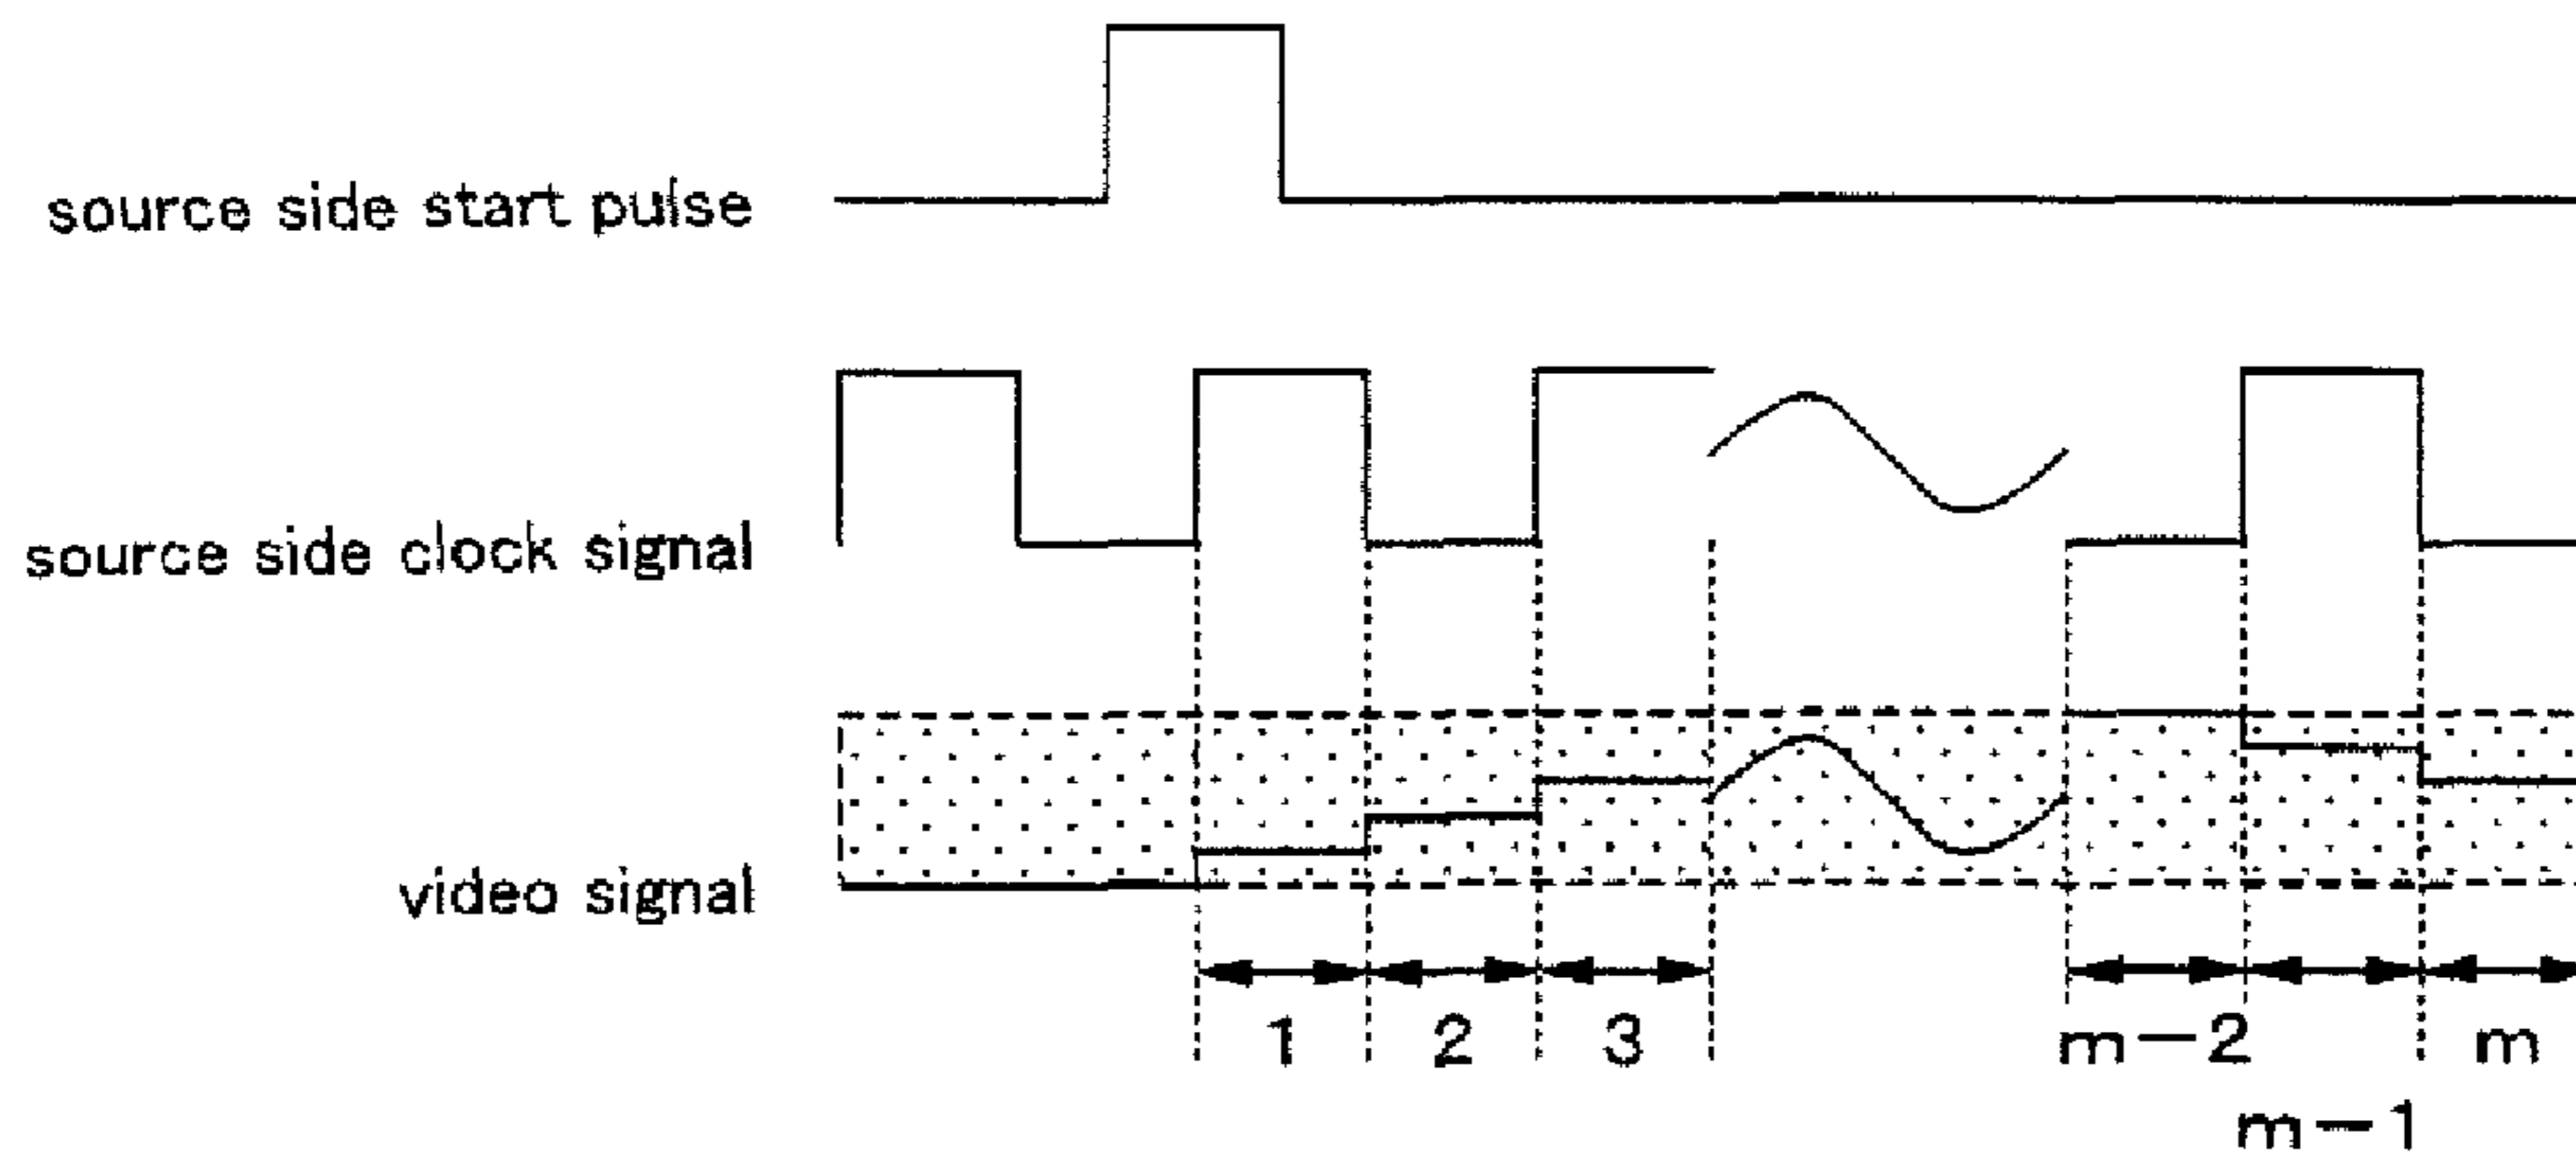 source side start pulse
source side clock signal
video signal
1 2 3 m-2 m
m-1